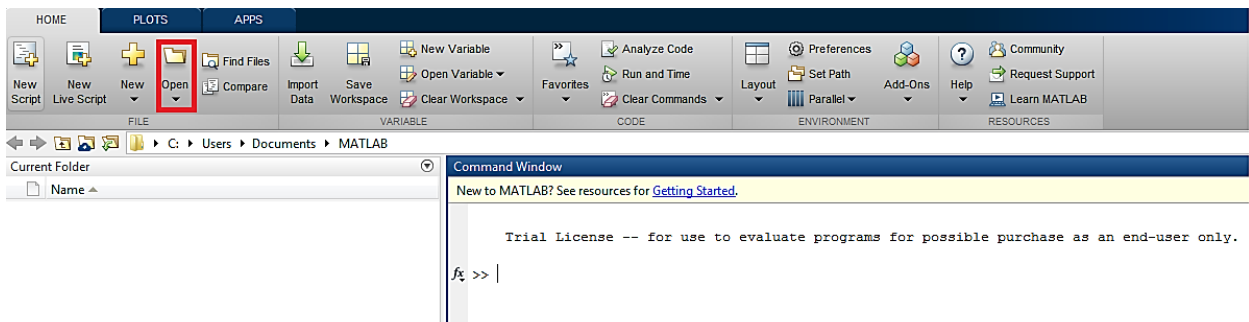 HOME PLOTS APPS
New Script
New Live Script
New
Open
Find Files
Compare
Import Data
Save Workspace
New Variable
Open Variable
Clear Workspace
Favorites
Analyze Code
Run and Time
Clear Commands
Layout
Preferences
Set Path
Parallel
Add-Ons
?
Help
Community
Request Support
Learn MATLAB
FILE VARIABLE CODE ENVIRONMENT RESOURCES
C: Users Documents MATLAB
Current Folder
Name
Command Window
New to MATLAB? See resources for Getting Started.
Trial License -- for use to evaluate programs for possible purchase as an end-user only.
fx >>